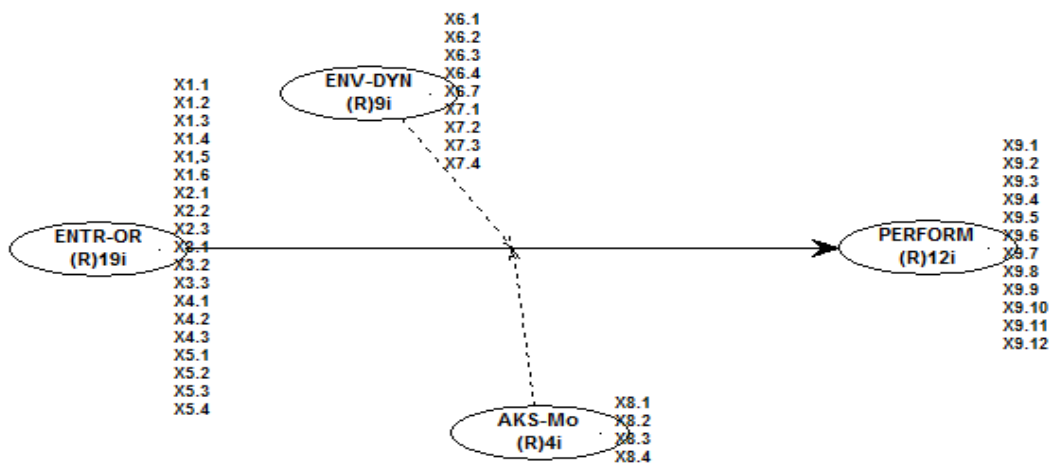 X6.1
X6.2
X6.3
X6.4
X6.7
X7.1
X7.2
X7.3
X7.4
ENV-DYN
(R)9i
X1.1
X1.2
X1.3
X1.4
X1,5
X1.6
X2.1
X2.2
X2.3
X3.1
X3.2
X3.3
X4.1
X4.2
X4.3
X5.1
X5.2
X5.3
X5.4
ENTR-OR
(R)19i
X9.1
X9.2
X9.3
X9.4
X9.5
X9.6
X9.7
X9.8
X9.9
X9.10
X9.11
X9.12
PERFORM
(R)12i
X8.1
X8.2
X8.3
X8.4
AKS-Mo
(R)4i